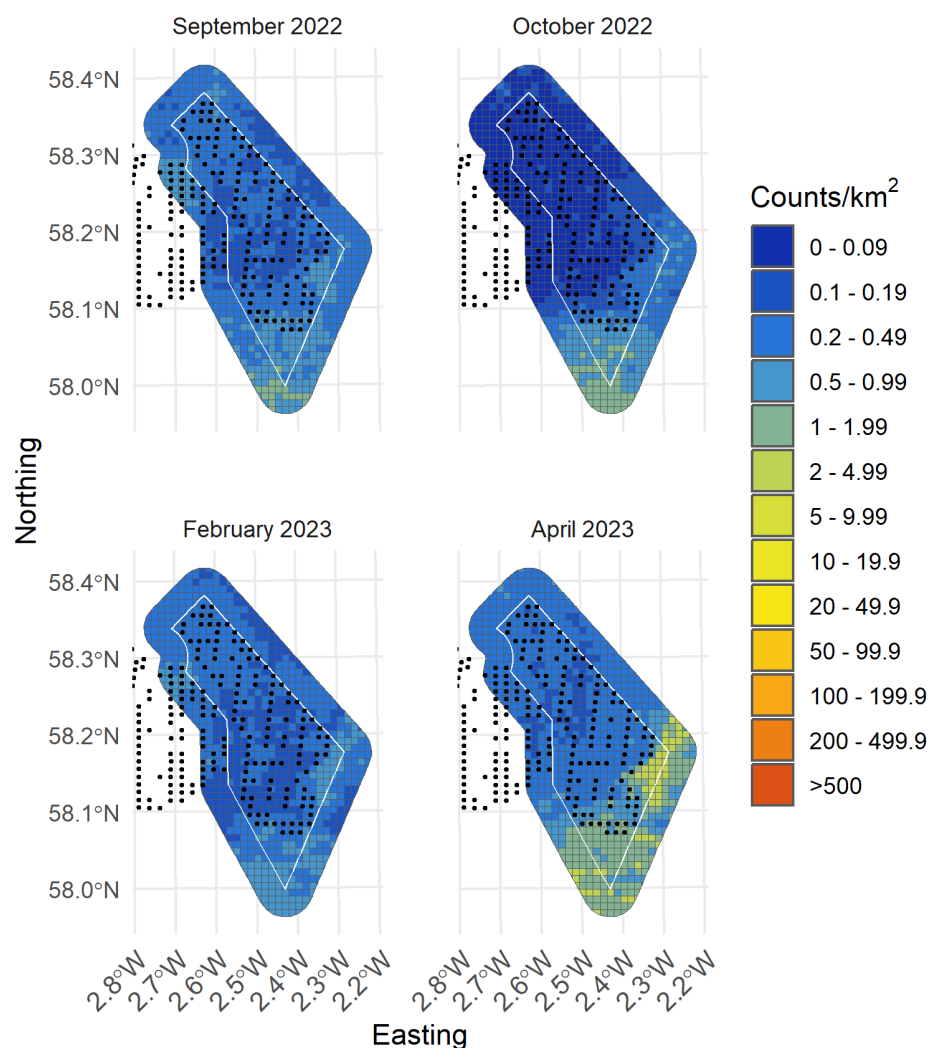 September 2022
October 2022
58.4°N
58.3°N
58.2°N
58.1°N
58.0°N
Counts/km²
0 - 0.09
0.1 - 0.19
0.2 - 0.49
0.5 - 0.99
1 - 1.99
2 - 4.99
5 - 9.99
10 - 19.9
20 - 49.9
50 - 99.9
100 - 199.9
200 - 499.9
>500
Northing
February 2023
April 2023
58.4°N
58.3°N
58.2°N
58.1°N
58.0°N
2.8°W
2.7°W
2.6°W
2.5°W
2.4°W
2.3°W
2.2°W
2.8°W
2.7°W
2.6°W
2.5°W
2.4°W
2.3°W
2.2°W
Easting